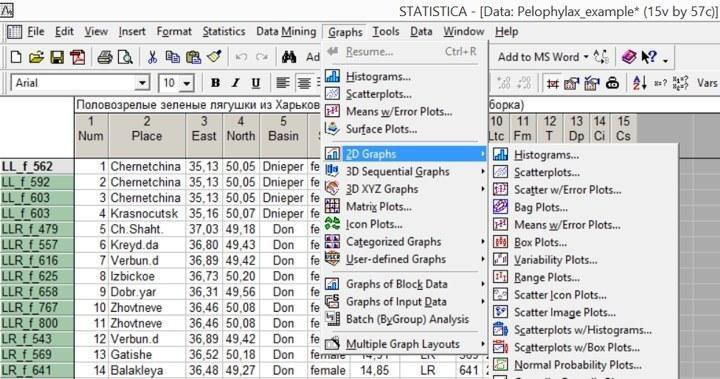 STATISTICA - [Data: Pelophylax_example* (15v by 57c)]
File Edit View Insert Format Statistics Data Mining Graphs Tools Data Window Help
Add to MS Word
Arial 10 B I U Vars
Resume... Ctrl+R
Histograms...
Scatterplots...
Means w/Error Plots...
Surface Plots...
2D Graphs
3D Sequential Graphs
3D XYZ Graphs
Matrix Plots...
Icon Plots...
Categorized Graphs
User-defined Graphs
Graphs of Block Data
Graphs of Input Data
Batch (ByGroup) Analysis
Multiple Graph Layouts
Histograms...
Scatterplots...
Scatter w/Error Plots...
Bag Plots...
Means w/Error Plots...
Box Plots...
Variability Plots...
Range Plots...
Scatter Icon Plots...
Scatter Image Plots...
Scatterplots w/Histograms...
Scatterplots w/Box Plots...
Normal Probability Plots...
Половозрелые зеленые лягушки из
1 2 3 4 5 10 11 12 13 14 15
Num Place East North Basin Ltc Fm T Dp Ci Cs
LL_f_562 1 Chernetchina 35,13 50,05 Dnieper fe
LL_f_592 2 Chernetchina 35,13 50,05 Dnieper fe
LL_f_603 3 Chernetchina 35,13 50,05 Dnieper fe
LL_f_603 4 Krasnocutsk 35,16 50,07 Dnieper fe
LLR_f_479 5 Ch.Shaht. 37,03 49,18 Don fe
LLR_f_557 6 Kreyd.da 36,80 49,43 Don fe
LLR_f_616 7 Verbun.d 36,89 49,42 Don fe
LLR_f_625 8 Izbickoe 36,73 50,20 Don fe
LLR_f_658 9 Dobr.yar 36,31 49,56 Don fe
LLR_f_767 10 Zhovtneve 36,46 50,08 Don fe
LLR_f_800 11 Zhovtneve 36,46 50,08 Don fe
LR_f_543 12 Verbun.d 36,89 49,42 Don fe
LR_f_569 13 Gatishe 36,52 50,18 Don female
LR_f_641 14 Balakleya 36,48 49,27 Don female 14,85 LR 641